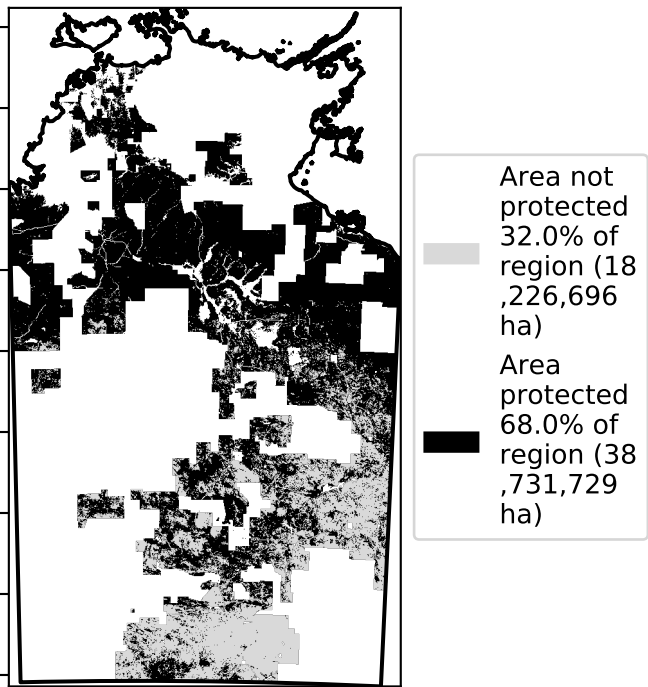 Area not
protected
32.0% of
region (18
,226,696
ha)
Area
protected
68.0% of
region (38
,731,729
ha)